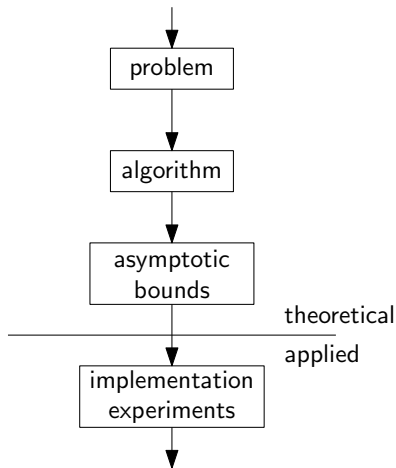 problem
algorithm
asymptotic
bounds
theoretical
applied
implementation
experiments